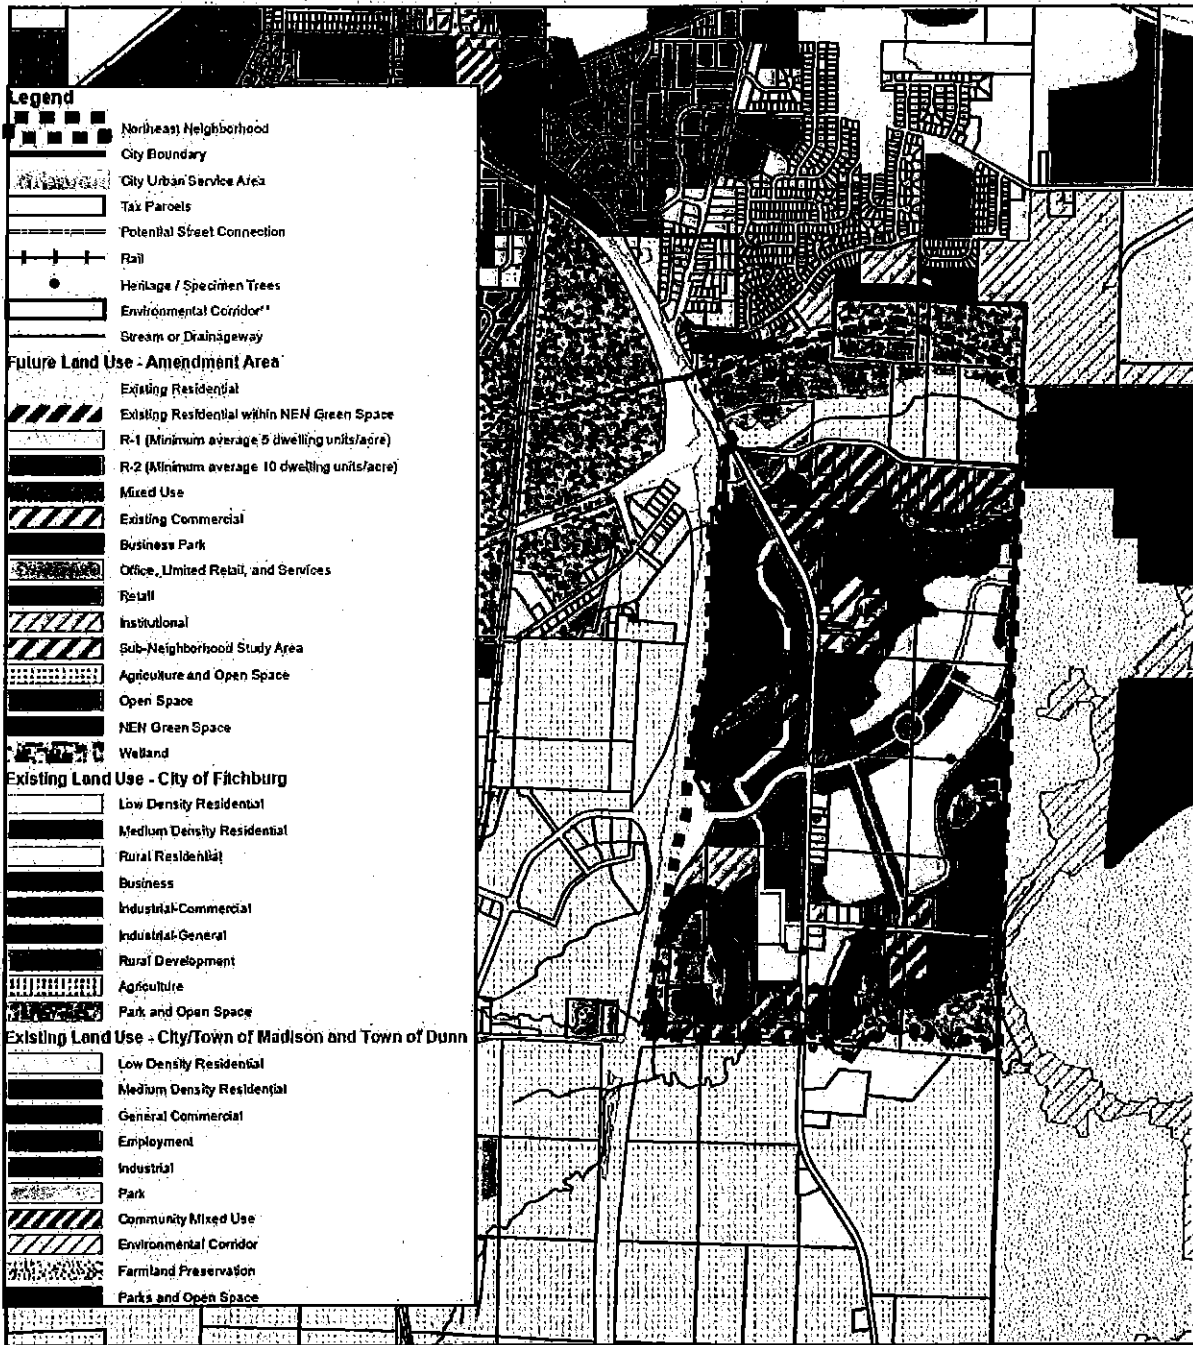 Legend
Northeast Neighborhood
City Boundary
City Urban Service Area
Tax Parcels
Potential Street Connection
Rail
Heritage / Specimen Trees
Environmental Corridor**
Stream or Drainageway
Future Land Use - Amendment Area
Existing Residential
Existing Residential within NEN Green Space
R-1 (Minimum average 5 dwelling units/acre)
R-2 (Minimum average 10 dwelling units/acre)
Mixed Use
Existing Commercial
Business Park
Office, Limited Retail, and Services
Retail
Institutional
Sub-Neighborhood Study Area
Agriculture and Open Space
Open Space
NEN Green Space
Wetland
Existing Land Use - City of Fitchburg
Low Density Residential
Medium Density Residential
Rural Residential
Business
Industrial-Commercial
Industrial-General
Rural Development
Agriculture
Park and Open Space
Existing Land Use - City/Town of Madison and Town of Dunn
Low Density Residential
Medium Density Residential
General Commercial
Employment
Industrial
Park
Community Mixed Use
Environmental Corridor
Farmland Preservation
Parks and Open Space